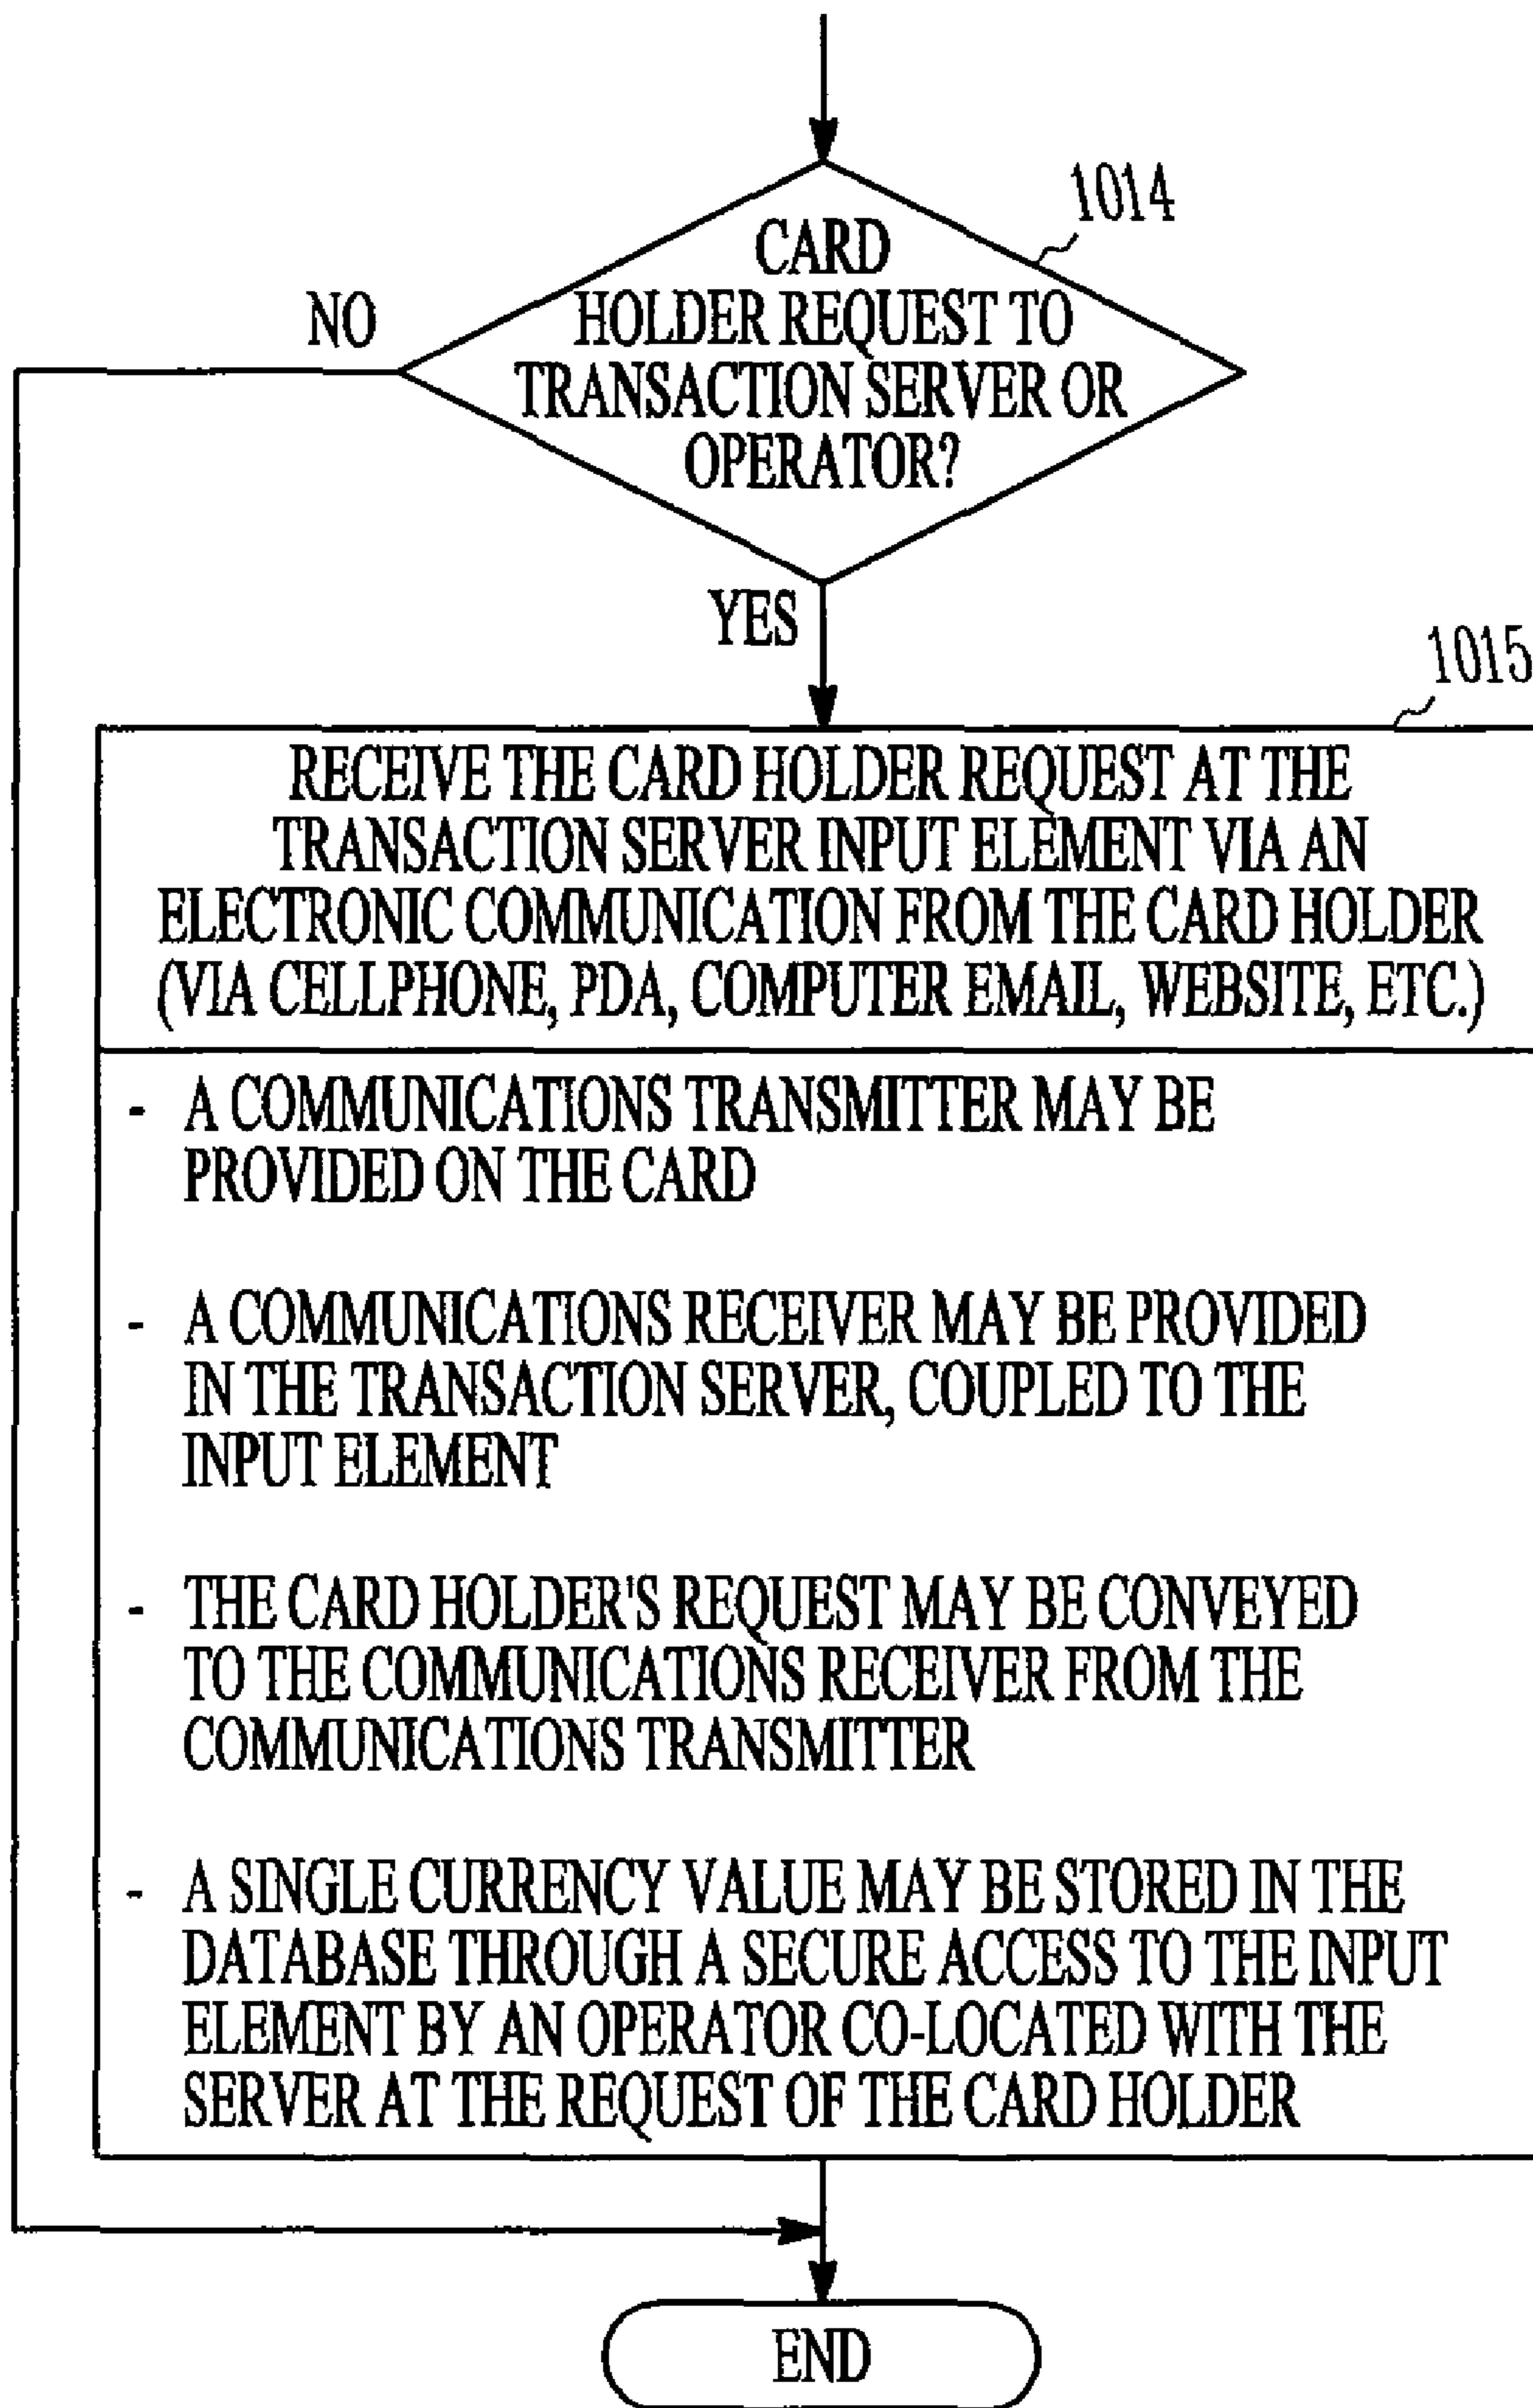 1014
CARD
HOLDER REQUEST TO
TRANSACTION SERVER OR
OPERATOR?
NO
YES
1015
RECEIVE THE CARD HOLDER REQUEST AT THE
TRANSACTION SERVER INPUT ELEMENT VIA AN
ELECTRONIC COMMUNICATION FROM THE CARD HOLDER
(VIA CELLPHONE, PDA, COMPUTER EMAIL, WEBSITE, ETC.)
- A COMMUNICATIONS TRANSMITTER MAY BE
PROVIDED ON THE CARD
- A COMMUNICATIONS RECEIVER MAY BE PROVIDED
IN THE TRANSACTION SERVER, COUPLED TO THE
INPUT ELEMENT
- THE CARD HOLDER'S REQUEST MAY BE CONVEYED
TO THE COMMUNICATIONS RECEIVER FROM THE
COMMUNICATIONS TRANSMITTER
- A SINGLE CURRENCY VALUE MAY BE STORED IN THE
DATABASE THROUGH A SECURE ACCESS TO THE INPUT
ELEMENT BY AN OPERATOR CO-LOCATED WITH THE
SERVER AT THE REQUEST OF THE CARD HOLDER
END